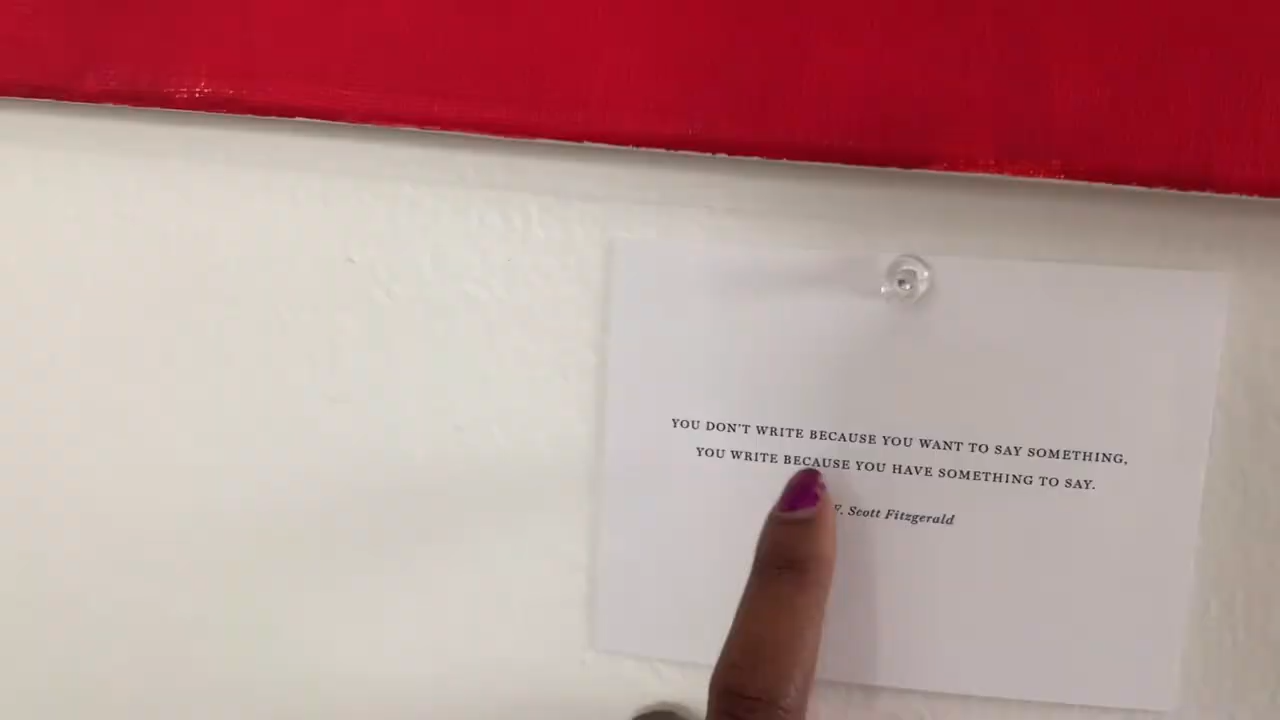 YOU DON'T WRITE BECAUSE YOU WANT TO SAY SOMETHING,
YOU WRITE BECAUSE YOU HAVE SOMETHING TO SAY.
F. Scott Fitzgerald